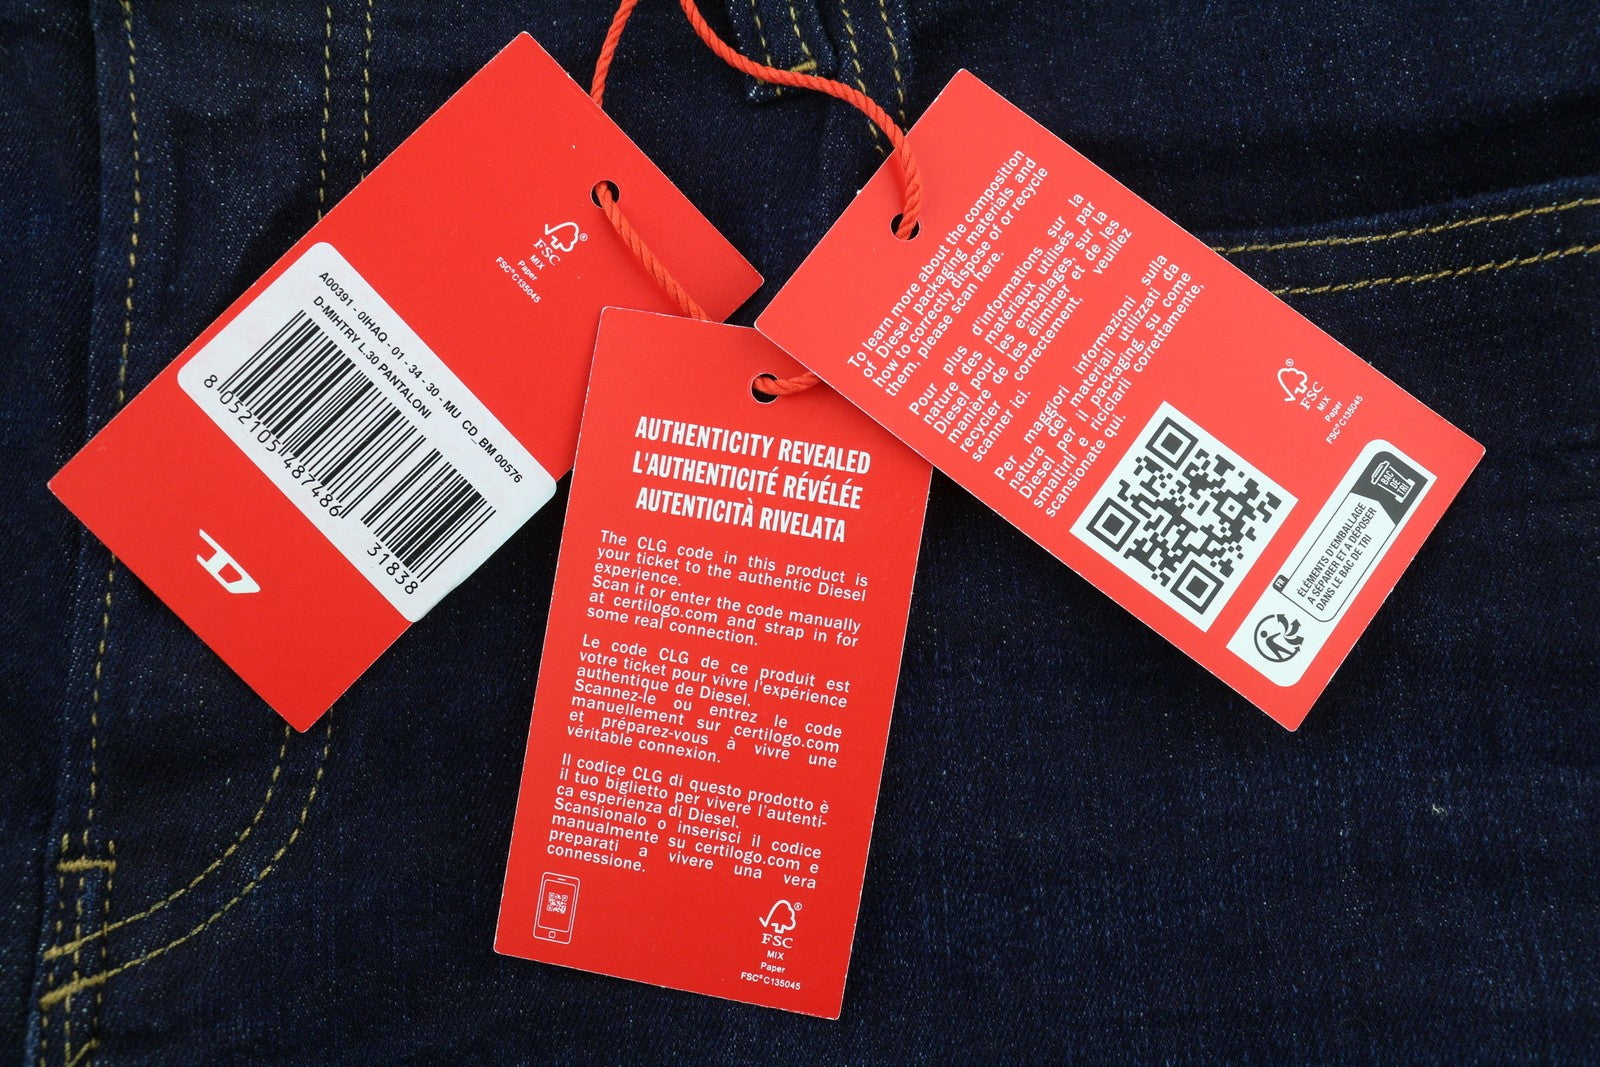 FSC®
MIX
Paper
FSC® C135045
A00391 - 0IHAQ - 01 - 34 - 30 - MU CD_BM 00576
D-MIHTRY L.30 PANTALONI
8 052105 487486
31838
D
AUTHENTICITY REVEALED
L'AUTHENTICITÉ RÉVÉLÉE
AUTENTICITÀ RIVELATA
The CLG code in this product is
your ticket to the authentic Diesel
experience.
Scan it or enter the code manually
at certilogo.com and strap in for
some real connection.
Le code CLG de ce produit est
votre ticket pour vivre l'expérience
authentique de Diesel.
Scannez-le ou entrez le code
manuellement sur certilogo.com
et préparez-vous à vivre une
véritable connexion.
Il codice CLG di questo prodotto è
il tuo biglietto per vivere l'autenti-
ca esperienza di Diesel.
Scansionalo o inserisci il codice
manualmente su certilogo.com e
preparati a vivere una vera
connessione.
FSC®
MIX
Paper
FSC® C135045
To learn more about the composition
of Diesel packaging materials and
how to correctly dispose of or recycle
them, please scan here.
Pour plus d'informations sur la
nature des matériaux utilisés par
Diesel pour les emballages, sur la
manière de les éliminer et de les
recycler correctement, veuillez
scanner ici.
Per maggiori informazioni sulla
natura dei materiali utilizzati da
Diesel per il packaging, su come
smaltirli e riciclarli correttamente,
scansionate qui.
FSC®
MIX
Paper
FSC® C135045
FR
ÉLÉMENTS D'EMBALLAGE
A SÉPARER ET A DÉPOSER
DANS LE BAC DE TRI
BAC
DE TRI